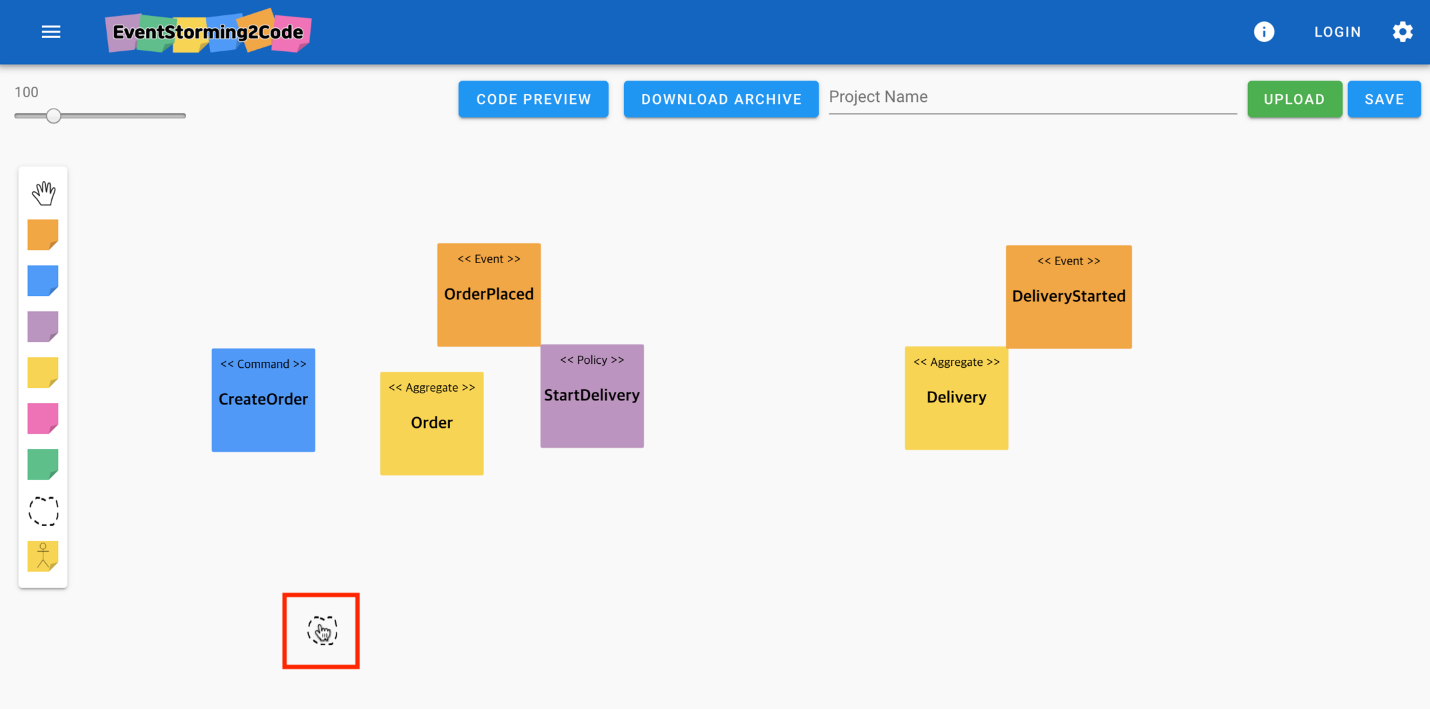 EventStorming2Code
LOGIN
100
CODE PREVIEW
DOWNLOAD ARCHIVE
Project Name
UPLOAD
SAVE
<< Event >>
OrderPlaced
<< Event >>
DeliveryStarted
<< Command >>
CreateOrder
<< Aggregate >>
Order
<< Policy >>
StartDelivery
<< Aggregate >>
Delivery